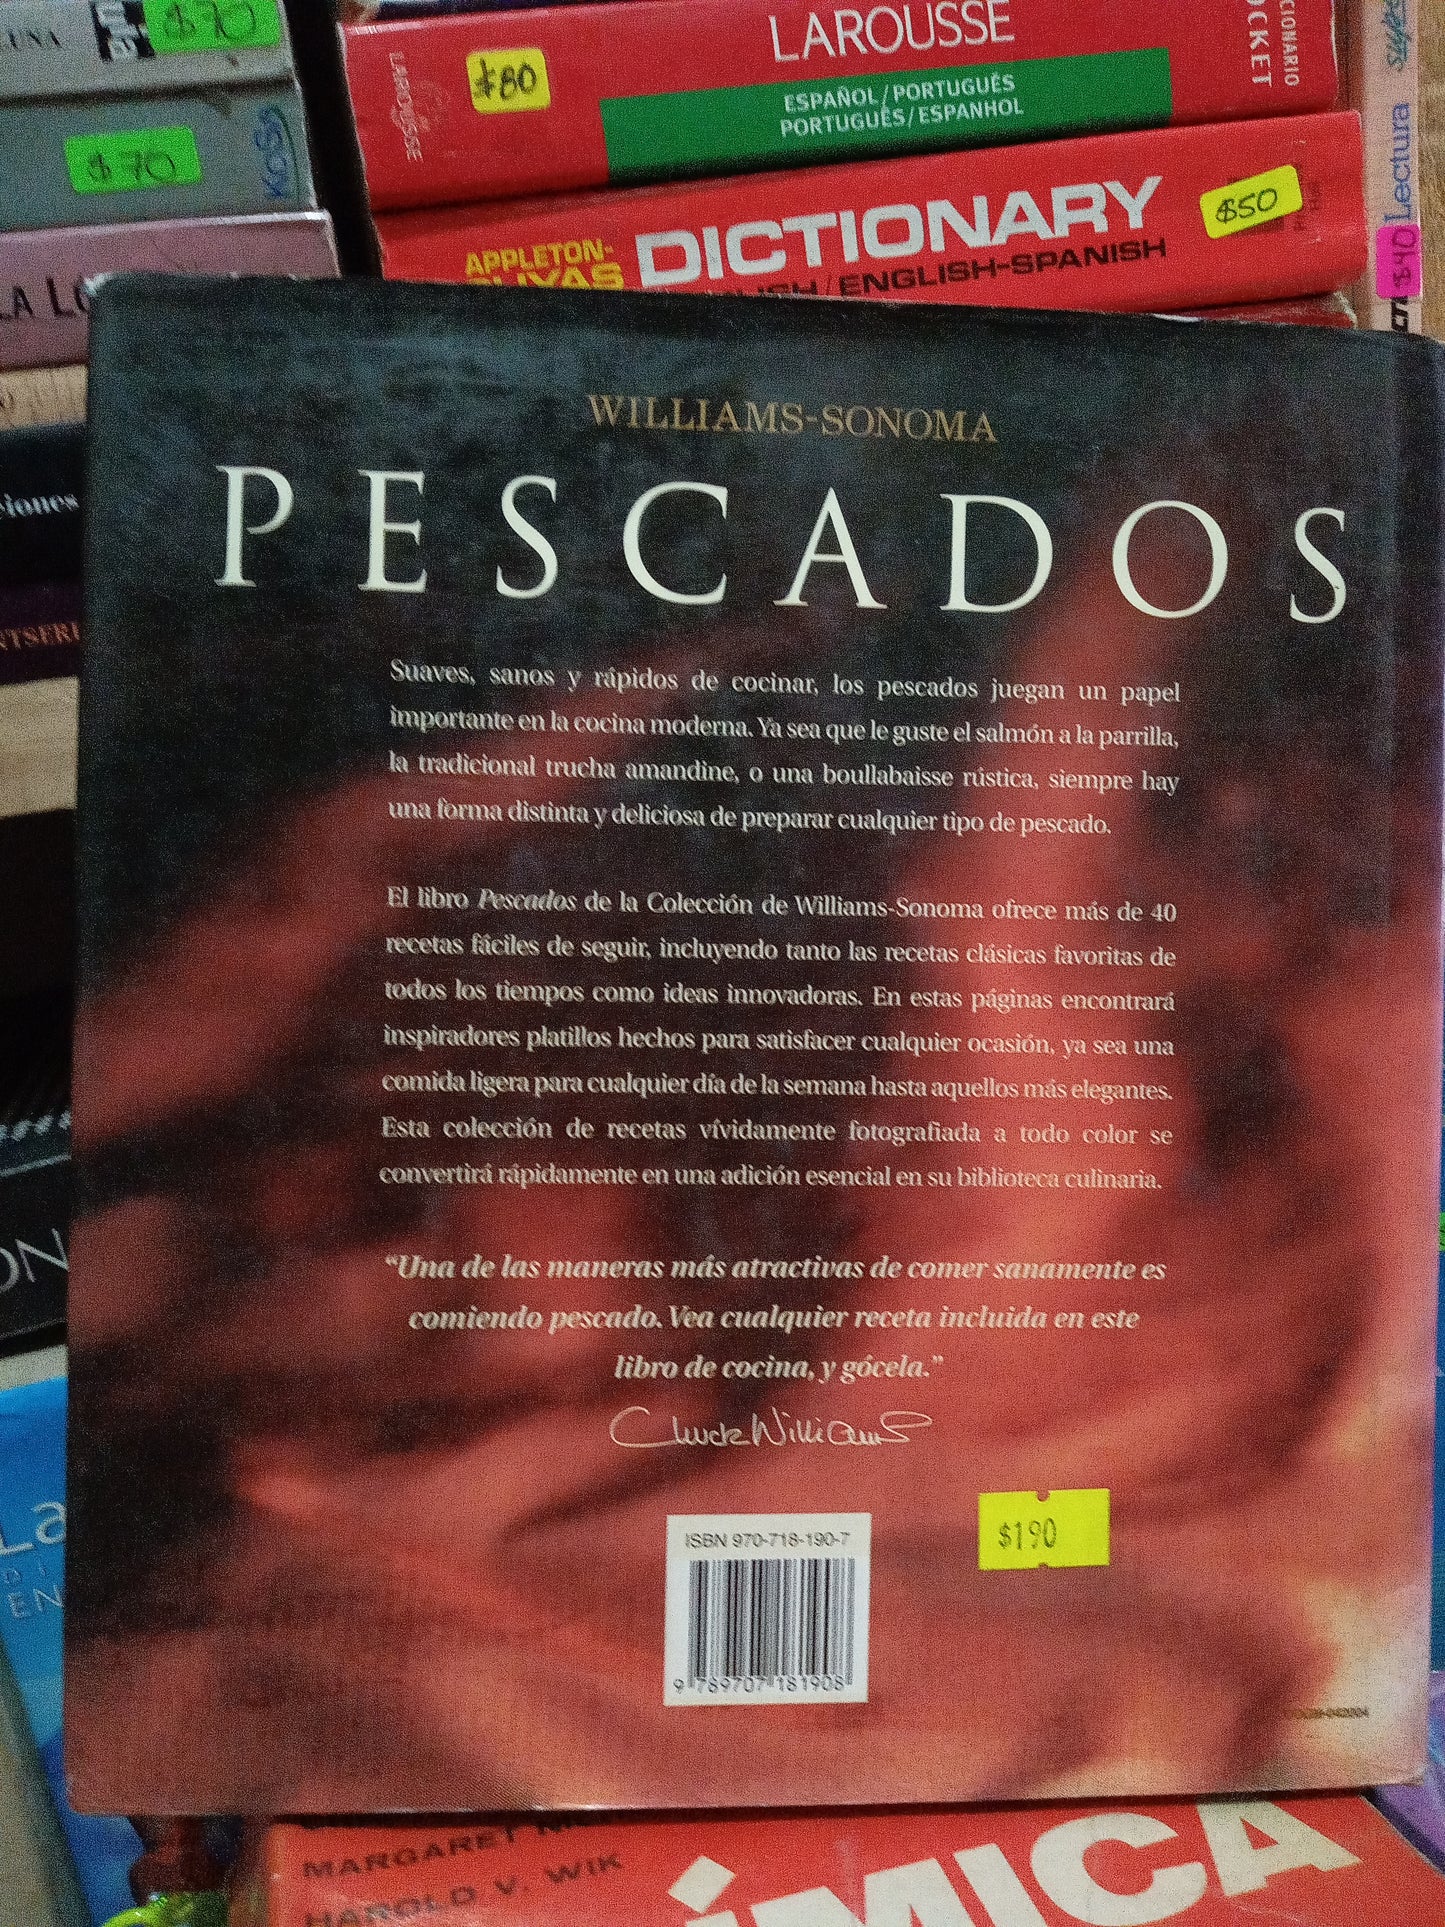 $70
LAROUSSE
$80
LAROUSSE
ESPAÑOL/PORTUGUÊS
PORTUGUÊS/ESPANHOL
$70
APPLETON-
DICTIONARY
ENGLISH-SPANISH
$50
Lectura
$40
LA
ciones
WILLIAMS-SONOMA
PESCADOS
Suaves, sanos y rápidos de cocinar, los pescados juegan un papel
importante en la cocina moderna. Ya sea que le guste el salmón a la parrilla,
la tradicional trucha amandine, o una boullabaisse rústica, siempre hay
una forma distinta y deliciosa de preparar cualquier tipo de pescado.
El libro Pescados de la Colección de Williams-Sonoma ofrece más de 40
recetas fáciles de seguir, incluyendo tanto las recetas clásicas favoritas de
todos los tiempos como ideas innovadoras. En estas páginas encontrará
inspiradores platillos hechos para satisfacer cualquier ocasión, ya sea una
comida ligera para cualquier día de la semana hasta aquellos más elegantes.
Esta colección de recetas vívidamente fotografiada a todo color se
convertirá rápidamente en una adición esencial en su biblioteca culinaria.
“Una de las maneras más atractivas de comer sanamente es
comiendo pescado. Vea cualquier receta incluida en este
libro de cocina, y gócela.”
Chuck Williams
ISBN 970-718-190-7
$190
9 789707 181908
MARGARET
HAROLD V. WIK
ÍMICA